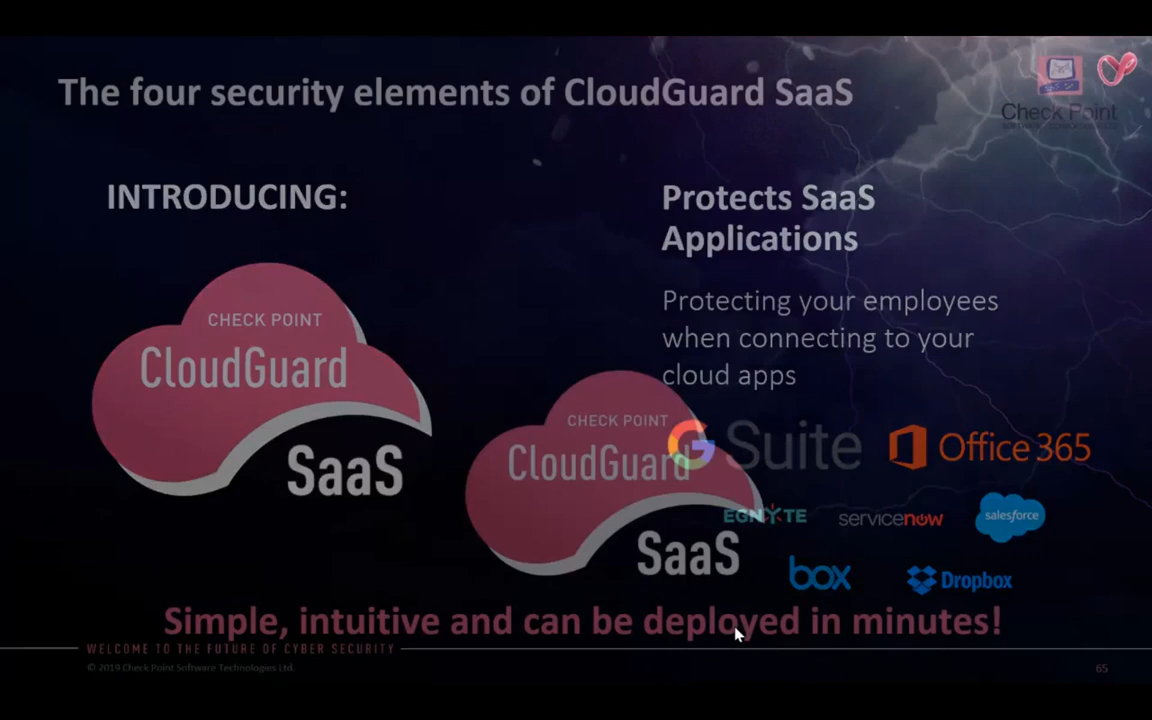 The four security elements of CloudGuard SaaS
Check Point
INTRODUCING:
Protects SaaS
Applications
Protecting your employees
when connecting to your
cloud apps
CHECK POINT
CloudGuard
SaaS
CHECK POINT
CloudGuard
SaaS
G Suite
Office 365
EGNYTE
servicenow
salesforce
box
Dropbox
Simple, intuitive and can be deployed in minutes!
WELCOME TO THE FUTURE OF CYBER SECURITY
© 2019 Check Point Software Technologies Ltd.
65